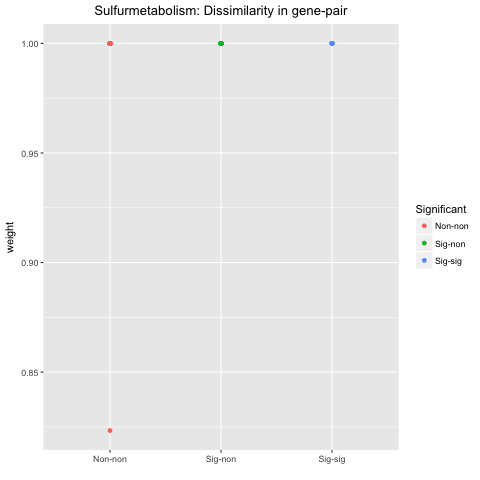 Sulfurmetabolism: Dissimilarity in gene-pair
1.00
0.95
0.90
0.85
weight
Non-non
Sig-non
Sig-sig
Significant
Non-non
Sig-non
Sig-sig